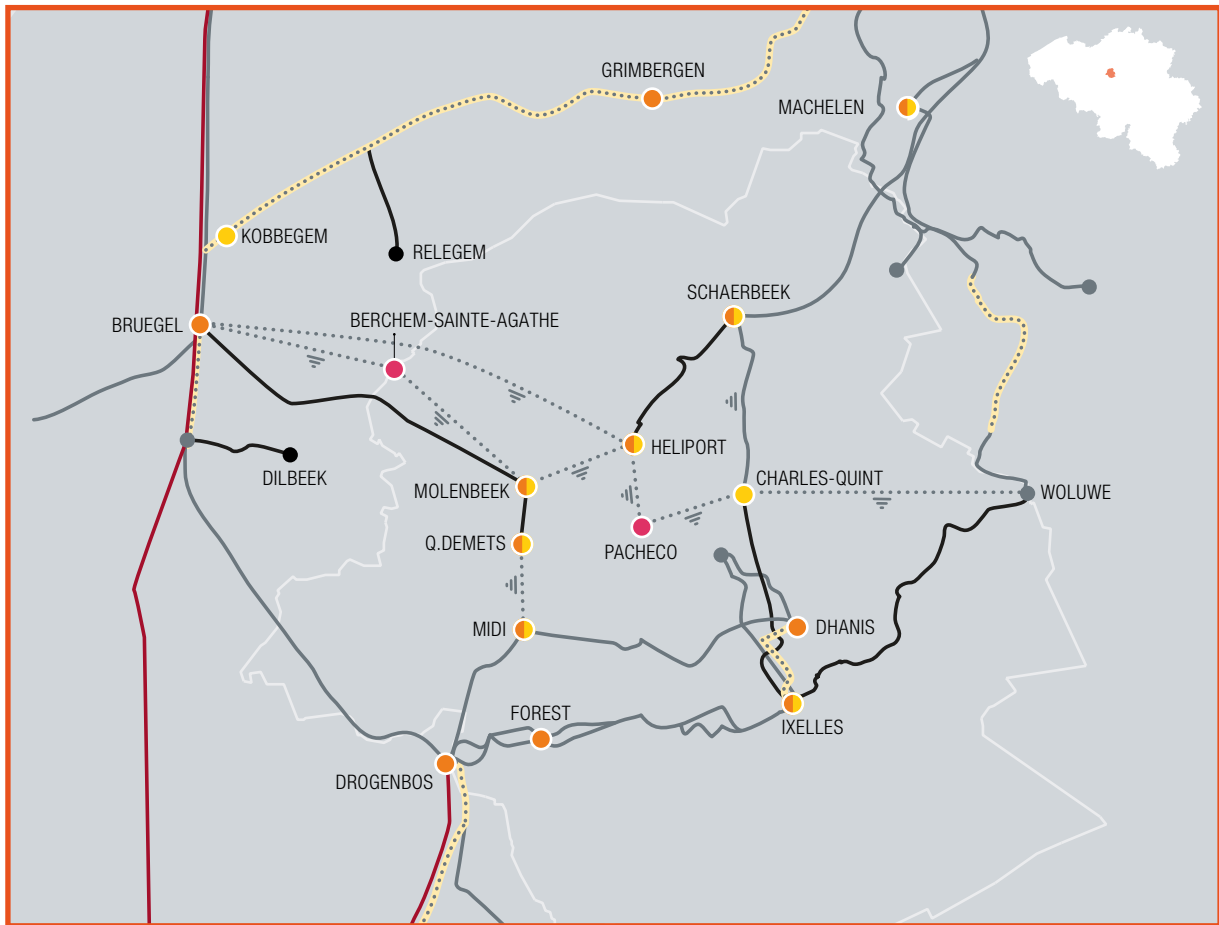 GRIMBERGEN
MACHELEN
KOBBEGEM
RELEGEM
SCHAERBEEK
BRUEGEL
BERCHEM-SAINTE-AGATHE
HELIPORT
DILBEEK
MOLENBEEK
CHARLES-QUINT
WOLUWE
Q.DEMETS
PACHECO
MIDI
DHANIS
FOREST
IXELLES
DROGENBOS